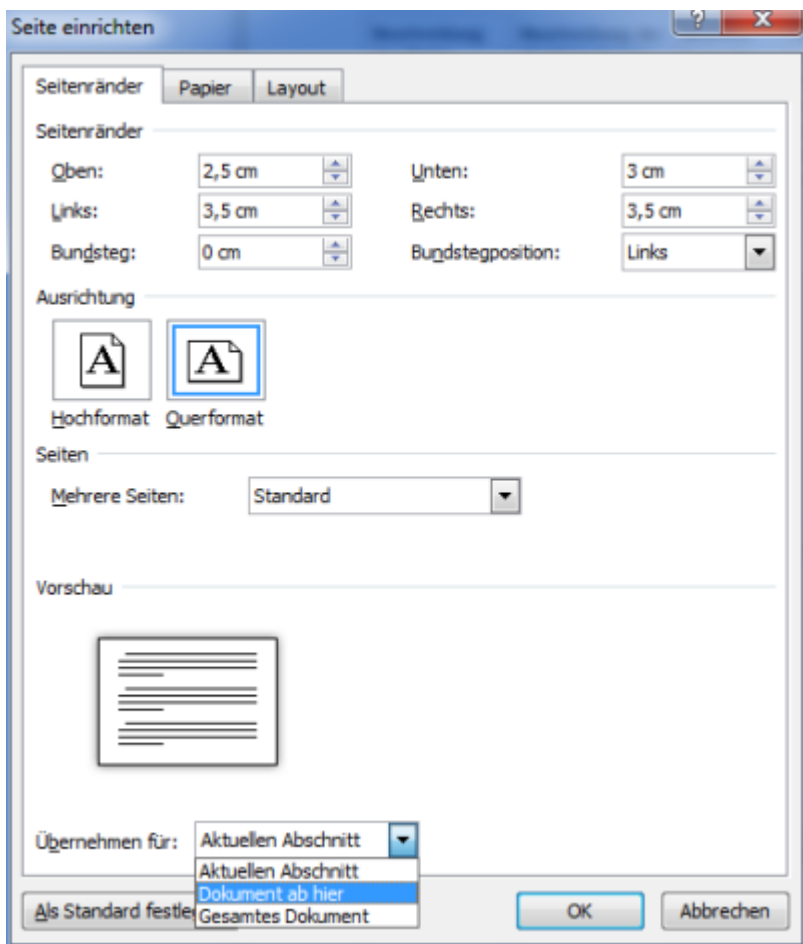 Seite einrichten
?
Seitenränder Papier Layout
Seitenränder
Oben: 2,5 cm Unten: 3 cm
Links: 3,5 cm Rechts: 3,5 cm
Bundsteg: 0 cm Bundstegposition: Links
Ausrichtung
A A
Hochformat Querformat
Seiten
Mehrere Seiten: Standard
Vorschau
Übernehmen für: Aktuellen Abschnitt
Aktuellen Abschnitt
Dokument ab hier
Gesamtes Dokument
Als Standard festle OK Abbrechen